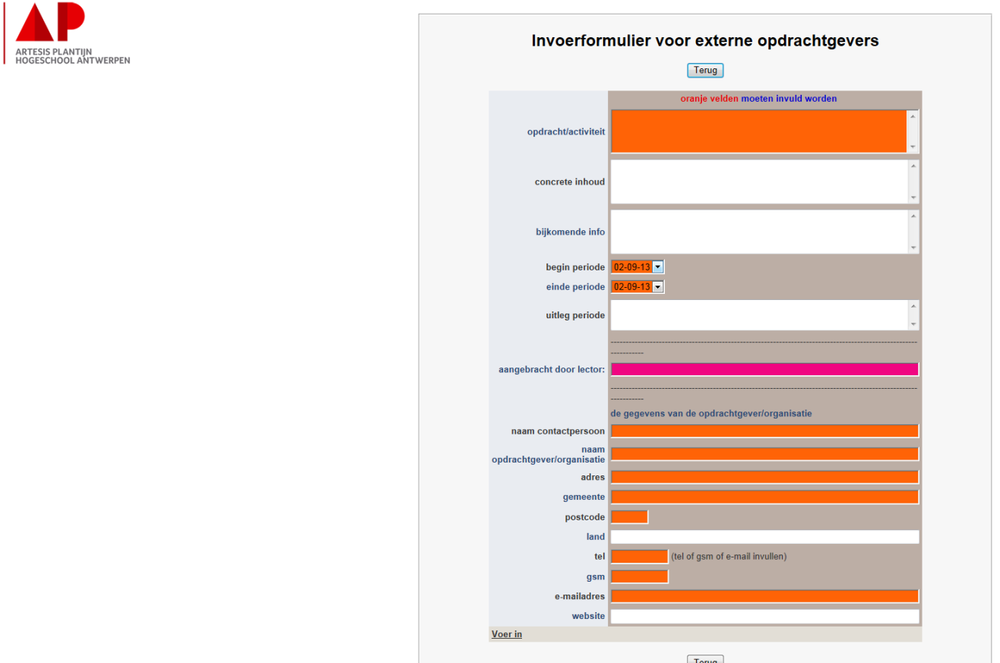 AP
ARTESIS PLANTIJN
HOGESCHOOL ANTWERPEN
Invoerformulier voor externe opdrachtgevers
Terug
oranje velden moeten invuld worden
opdracht/activiteit
concrete inhoud
bijkomende info
begin periode 02-09-13
einde periode 02-09-13
uitleg periode
aangebracht door lector:
de gegevens van de opdrachtgever/organisatie
naam contactpersoon
naam
opdrachtgever/organisatie
adres
gemeente
postcode
land
tel (tel of gsm of e-mail invullen)
gsm
e-mailadres
website
Voer in
Terug